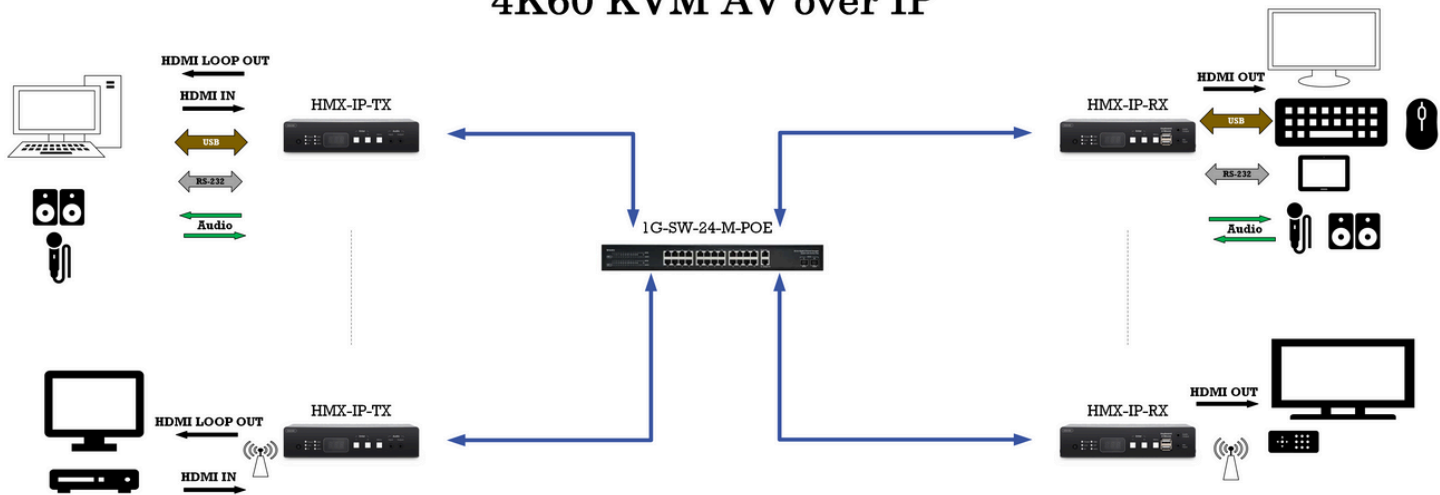 4K60 KVM AV over IP
HDMI LOOP OUT
HDMI IN
HMX-IP-TX
USB
RS-232
Audio
1G-SW-24-M-POE
HMX-IP-RX
HDMI OUT
USB
RS-232
Audio
HDMI LOOP OUT
HDMI IN
HMX-IP-TX
HMX-IP-RX
HDMI OUT